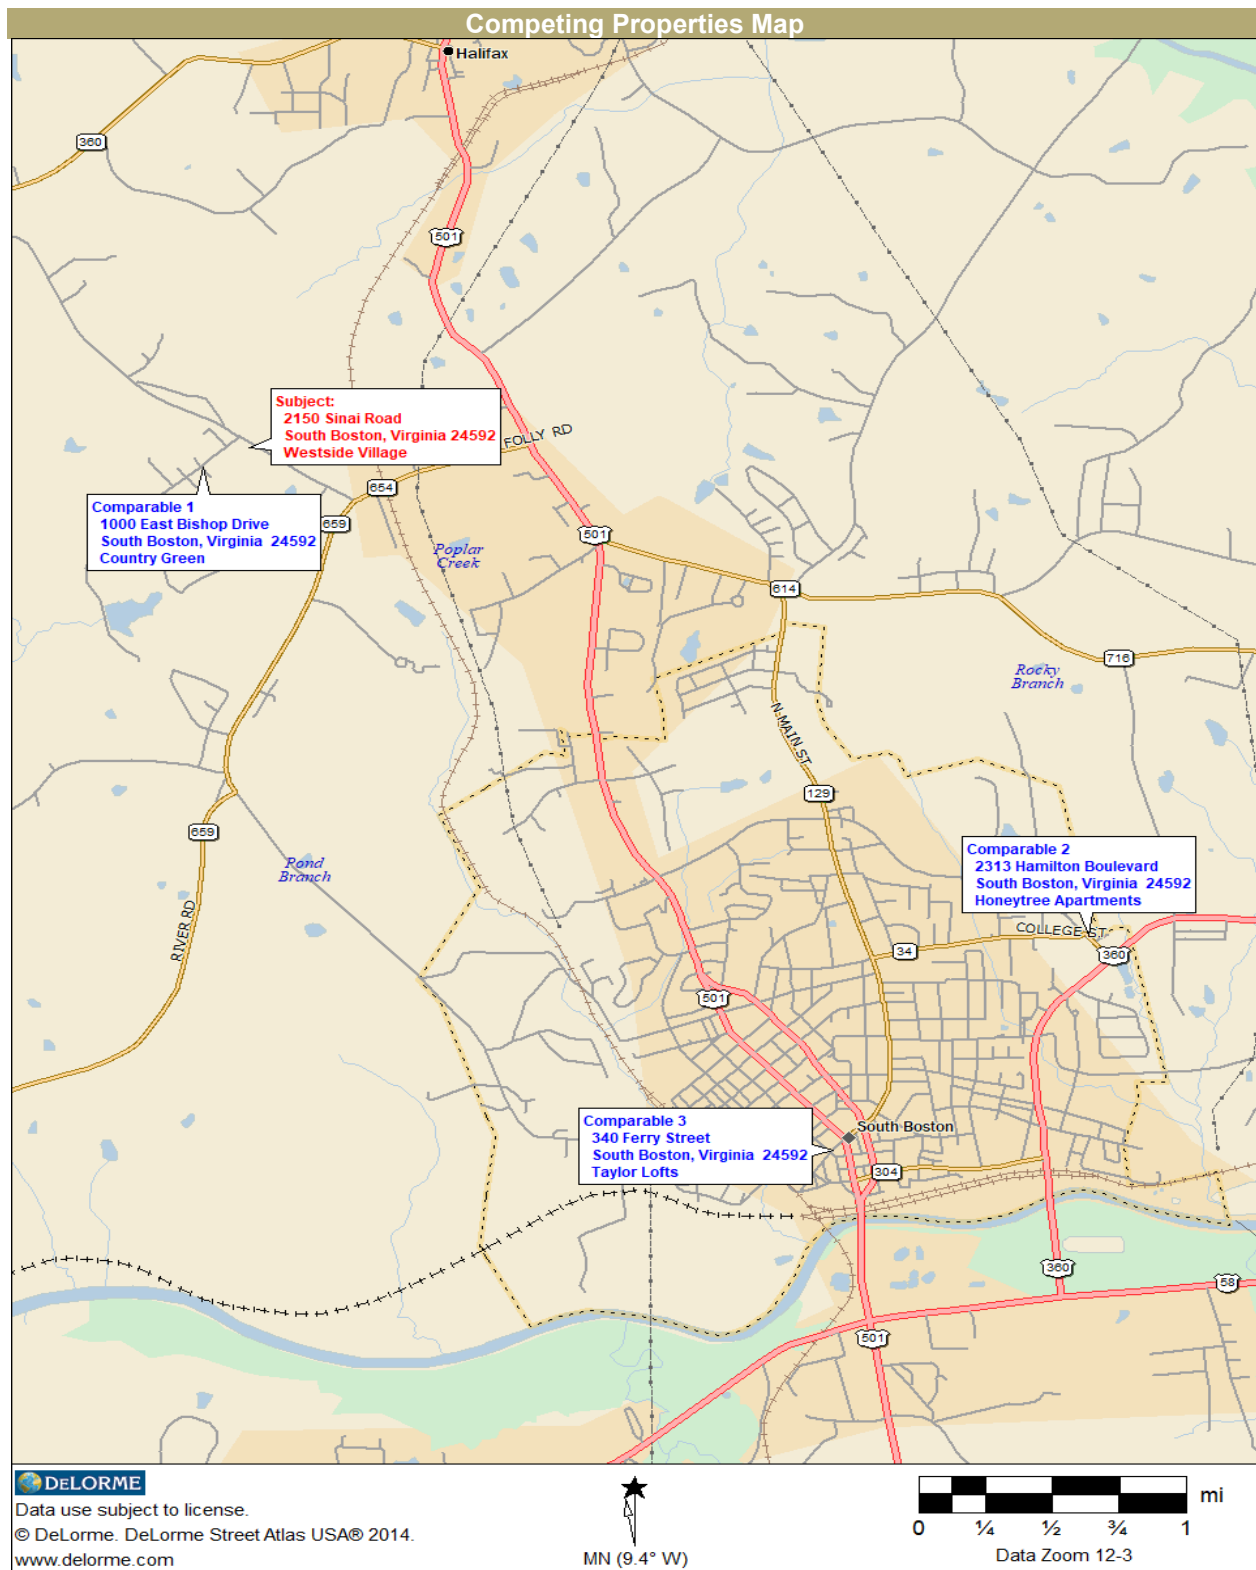 Competing Properties Map
Halifax
360
501
Subject:
2150 Sinai Road
South Boston, Virginia 24592
Westside Village
FOLLY RD
654
Comparable 1
1000 East Bishop Drive
South Boston, Virginia 24592
Country Green
659
501
Poplar
Creek
614
716
Rocky
Branch
N MAIN ST
129
659
Pond
Branch
RIVER RD
Comparable 2
2313 Hamilton Boulevard
South Boston, Virginia 24592
Honeytree Apartments
COLLEGE ST
34
360
501
Comparable 3
340 Ferry Street
South Boston, Virginia 24592
Taylor Lofts
South Boston
304
360
58
501
DELORME
Data use subject to license.
© DeLorme. DeLorme Street Atlas USA® 2014.
www.delorme.com
MN (9.4° W)
mi
0 ¼ ½ ¾ 1
Data Zoom 12-3